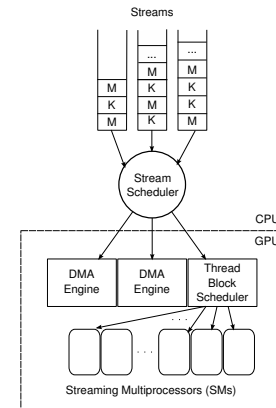 Streams
... ...
M K M
M K K
K M K
M K M
Stream
Scheduler
CPU
GPU
DMA
Engine
DMA
Engine
Thread
Block
Scheduler
. . .
. . .
Streaming Multiprocessors (SMs)